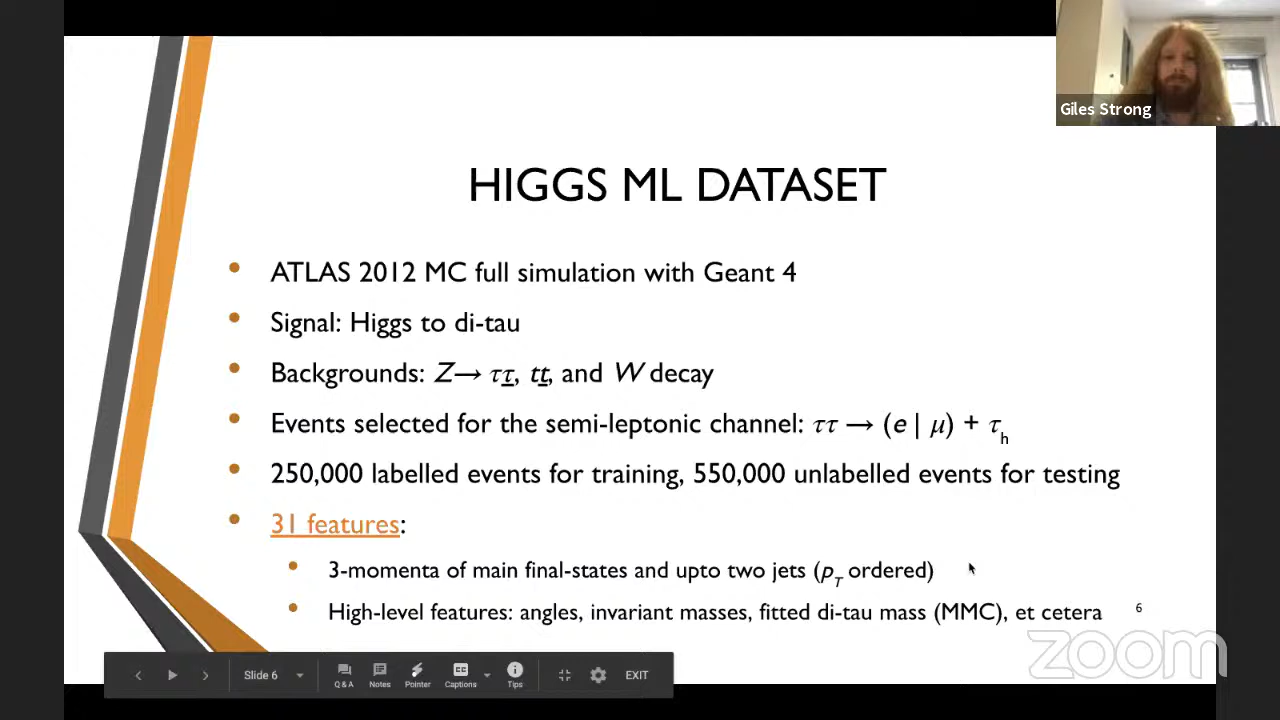 Giles Strong
HIGGS ML DATASET
• ATLAS 2012 MC full simulation with Geant 4
• Signal: Higgs to di-tau
• Backgrounds: Z→ ττ, tt, and W decay
• Events selected for the semi-leptonic channel: ττ → (e | μ) + τh
• 250,000 labelled events for training, 550,000 unlabelled events for testing
• 31 features:
• 3-momenta of main final-states and upto two jets (pT ordered)
• High-level features: angles, invariant masses, fitted di-tau mass (MMC), et cetera
6
zoom
Slide 6
Q & A
Notes
Pointer
CC
Captions
Tips
EXIT